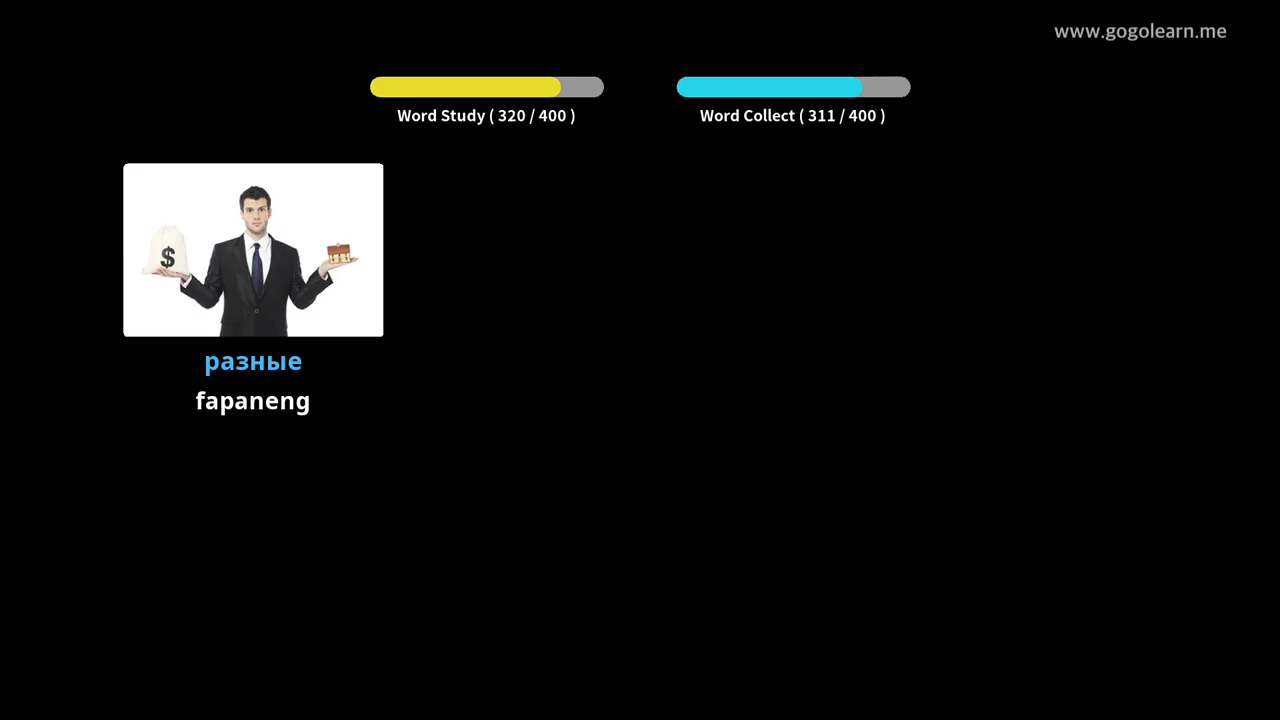 www.gogolearn.me
Word Study ( 320 / 400 )
Word Collect ( 311 / 400 )
$
разные
fapaneng